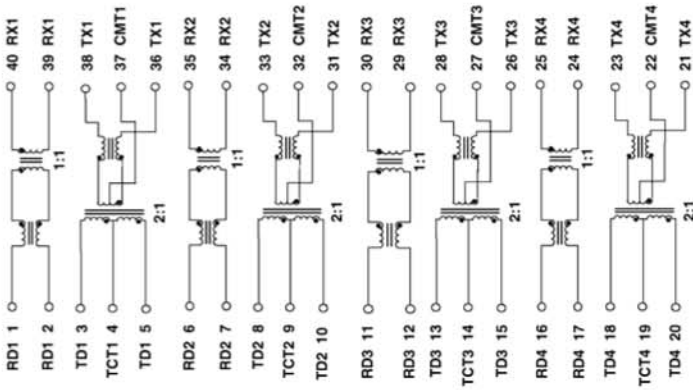 40 RX1
39 RX1
38 TX1
37 CMT1
36 TX1
35 RX2
34 RX2
33 TX2
32 CMT2
31 TX2
30 RX3
29 RX3
28 TX3
27 CMT3
26 TX3
25 RX4
24 RX4
23 TX4
22 CMT4
21 TX4
1:1
2:1
1:1
2:1
1:1
2:1
1:1
2:1
RD1 1
RD1 2
TD1 3
TCT1 4
TD1 5
RD2 6
RD2 7
TD2 8
TCT2 9
TD2 10
RD3 11
RD3 12
TD3 13
TCT3 14
TD3 15
RD4 16
RD4 17
TD4 18
TCT4 19
TD4 20